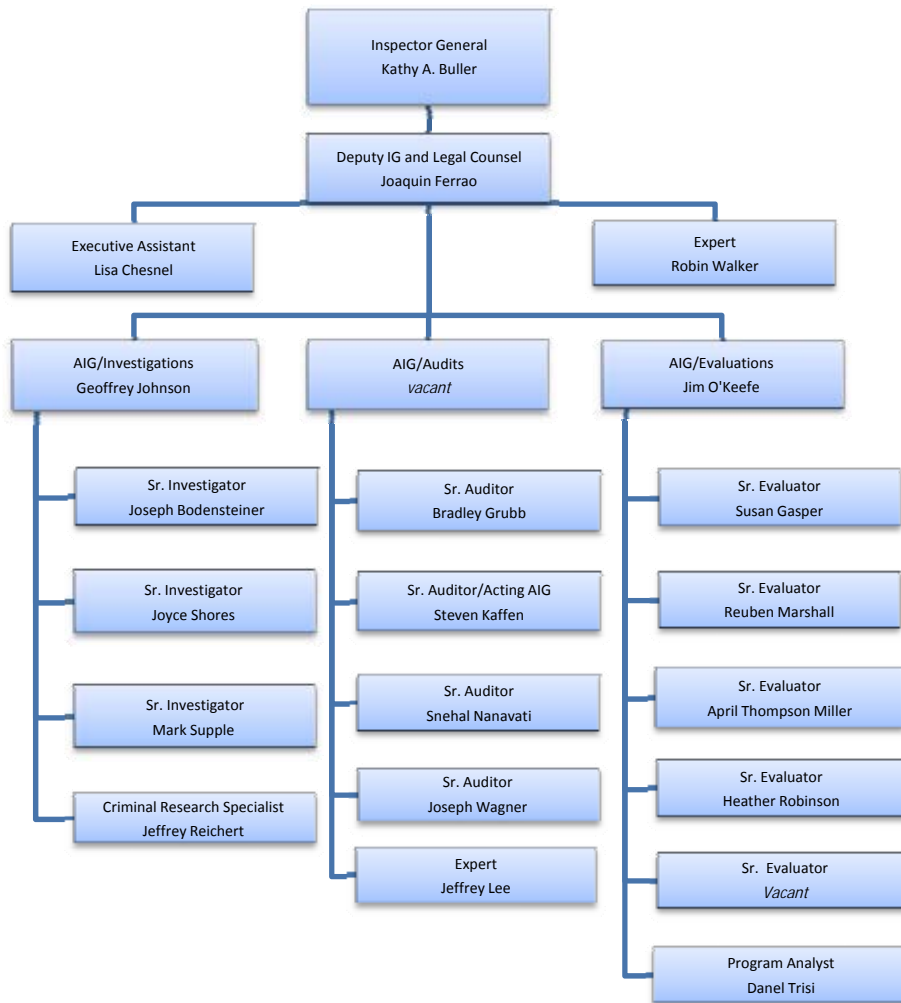 Inspector General
Kathy A. Buller
Deputy IG and Legal Counsel
Joaquin Ferrao
Executive Assistant
Lisa Chesnel
Expert
Robin Walker
AIG/Investigations
Geoffrey Johnson
AIG/Audits
vacant
AIG/Evaluations
Jim O'Keefe
Sr. Investigator
Joseph Bodensteiner
Sr. Investigator
Joyce Shores
Sr. Investigator
Mark Supple
Criminal Research Specialist
Jeffrey Reichert
Sr. Auditor
Bradley Grubb
Sr. Auditor/Acting AIG
Steven Kaffen
Sr. Auditor
Snehal Nanavati
Sr. Auditor
Joseph Wagner
Expert
Jeffrey Lee
Sr. Evaluator
Susan Gasper
Sr. Evaluator
Reuben Marshall
Sr. Evaluator
April Thompson Miller
Sr. Evaluator
Heather Robinson
Sr. Evaluator
Vacant
Program Analyst
Danel Trisi